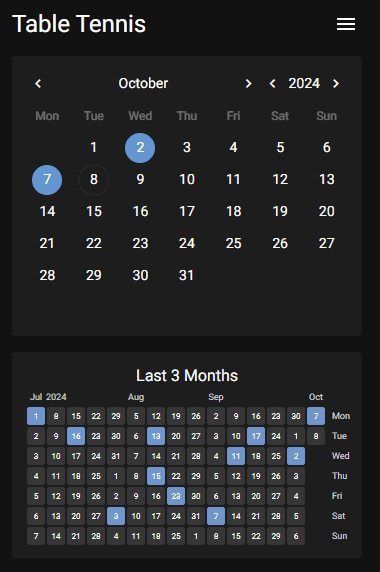 Table Tennis
October 2024
Mon Tue Wed Thu Fri Sat Sun
1 2 3 4 5 6
7 8 9 10 11 12 13
14 15 16 17 18 19 20
21 22 23 24 25 26 27
28 29 30 31
Last 3 Months
Jul 2024 Aug Sep Oct
1 8 15 22 29 5 12 19 26 2 9 16 23 30 7 Mon
2 9 16 23 30 6 13 20 27 3 10 17 24 1 8 Tue
3 10 17 24 31 7 14 21 28 4 11 18 25 2 Wed
4 11 18 25 1 8 15 22 29 5 12 19 26 3 Thu
5 12 19 26 2 9 16 23 30 6 13 20 27 4 Fri
6 13 20 27 3 10 17 24 31 7 14 21 28 5 Sat
7 14 21 28 4 11 18 25 1 8 15 22 29 6 Sun